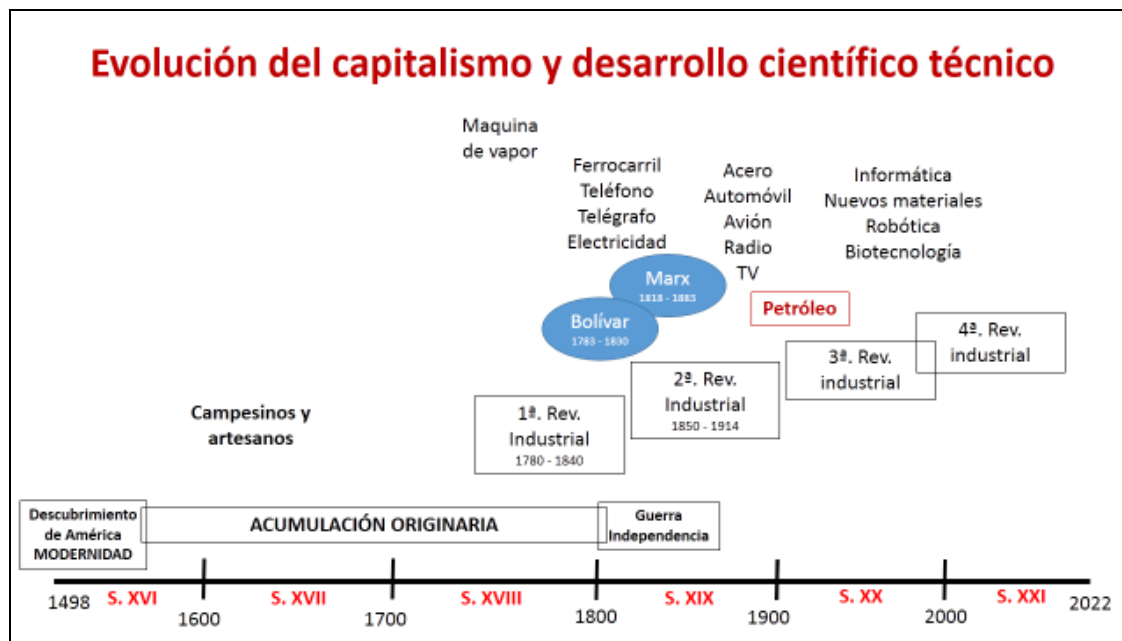 Evolución del capitalismo y desarrollo científico técnico
Maquina
de vapor
Ferrocarril
Teléfono
Telégrafo
Electricidad
Acero
Automóvil
Avión
Radio
TV
Informática
Nuevos materiales
Robótica
Biotecnología
Marx
1818 - 1883
Bolívar
1783 - 1830
Petróleo
4ª. Rev.
industrial
3ª. Rev.
industrial
2ª. Rev.
Industrial
1850 - 1914
1ª. Rev.
Industrial
1780 - 1840
Campesinos y
artesanos
Descubrimiento
de América
MODERNIDAD
ACUMULACIÓN ORIGINARIA
Guerra
Independencia
1498
S. XVI
1600
S. XVII
1700
S. XVIII
1800
S. XIX
1900
S. XX
2000
S. XXI
2022